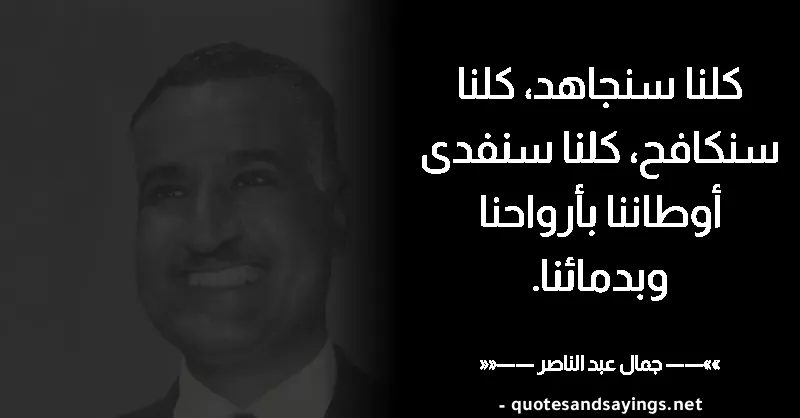 كلنا سنجاهد، كلنا
سنكافح، كلنا سنفدى
أوطاننا بأرواحنا
وبدمائنا.
»»—— جمال عبد الناصر ——««
- quotesandsayings.net